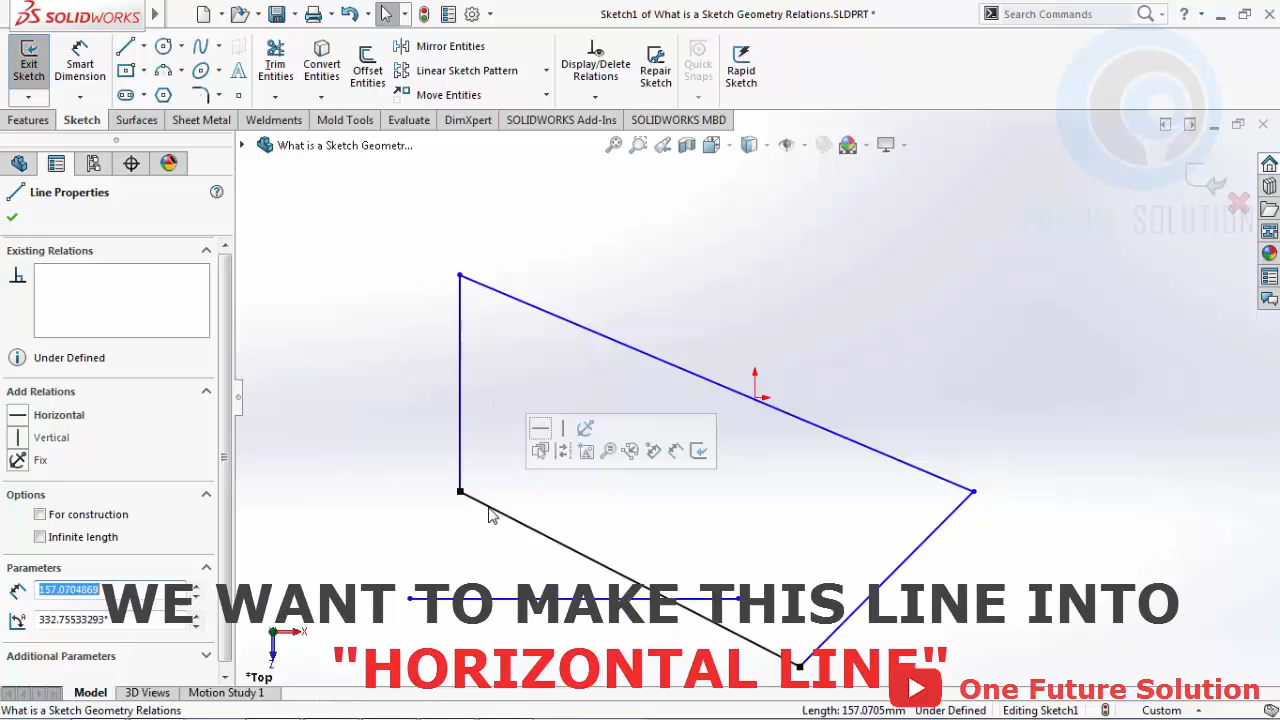 SOLIDWORKS
Sketch1 of What is a Sketch Geometry Relations.SLDPRT *
Search Commands
Exit Sketch
Smart Dimension
Trim Entities
Convert Entities
Offset Entities
Mirror Entities
Linear Sketch Pattern
Move Entities
Display/Delete Relations
Repair Sketch
Quick Snaps
Rapid Sketch
Features
Sketch
Surfaces
Sheet Metal
Weldments
Mold Tools
Evaluate
DimXpert
SOLIDWORKS Add-Ins
SOLIDWORKS MBD
What is a Sketch Geometr...
Line Properties
Existing Relations
Under Defined
Add Relations
Horizontal
Vertical
Fix
Options
For construction
Infinite length
Parameters
157.0704869
332.75533293°
Additional Parameters
X
Z
*Top
WE WANT TO MAKE THIS LINE INTO
"HORIZONTAL LINE"
One Future Solution
Model
3D Views
Motion Study 1
What is a Sketch Geometry Relations
Length: 157.0705mm
Under Defined
Editing Sketch1
Custom